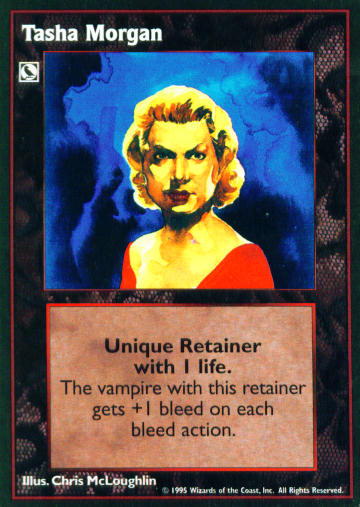 Tasha Morgan
Unique Retainer
with 1 life.
The vampire with this retainer
gets +1 bleed on each
bleed action.
Illus. Chris McLoughlin
© 1995 Wizards of the Coast, Inc. All Rights Reserved.